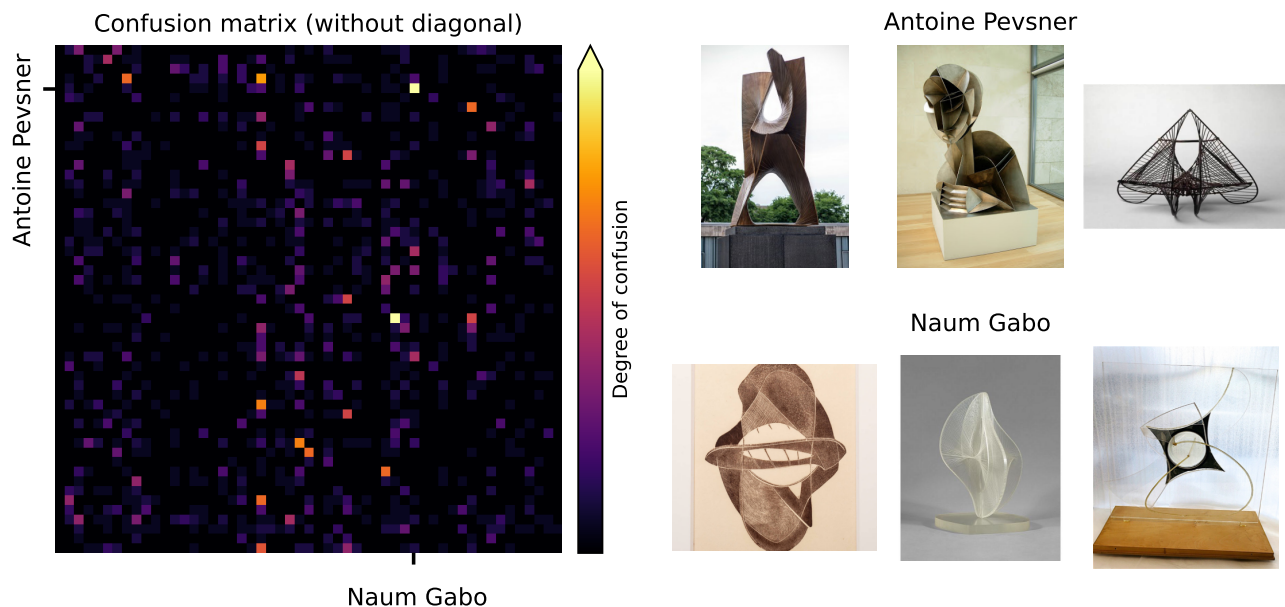 Confusion matrix (without diagonal)
Antoine Pevsner
Naum Gabo
Degree of confusion
Antoine Pevsner
Naum Gabo